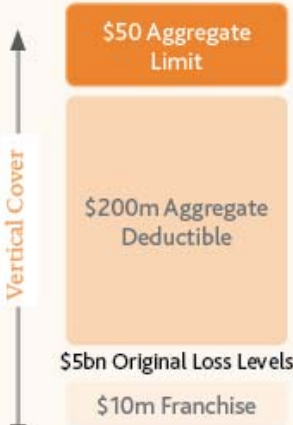 $50 Aggregate
Limit
Vertical Cover
$200m Aggregate
Deductible
$5bn Original Loss Levels
$10m Franchise